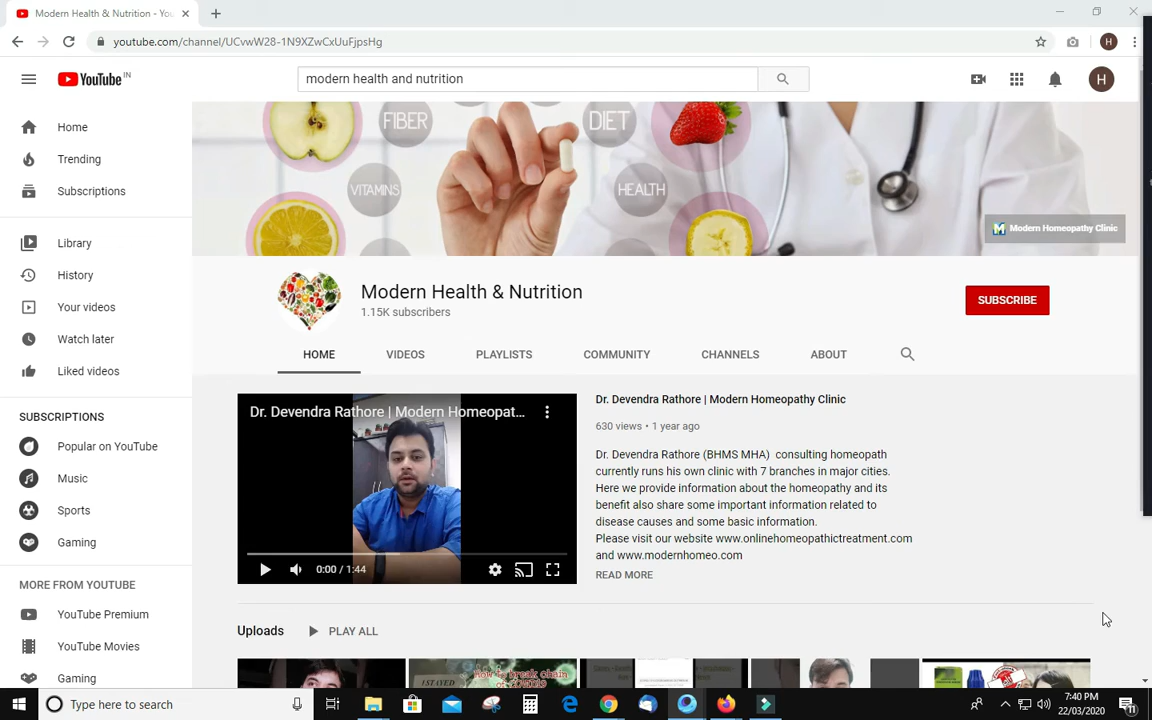 Modern Health & Nutrition - You
youtube.com/channel/UCvwW28-1N9XZwCxUuFjpsHg
YouTube IN
modern health and nutrition
H
H
Home
Trending
Subscriptions
Library
History
Your videos
Watch later
Liked videos
SUBSCRIPTIONS
Popular on YouTube
Music
Sports
Gaming
MORE FROM YOUTUBE
YouTube Premium
YouTube Movies
Gaming
FIBER
DIET
VITAMINS
HEALTH
Modern Homeopathy Clinic
Modern Health & Nutrition
1.15K subscribers
SUBSCRIBE
HOME VIDEOS PLAYLISTS COMMUNITY CHANNELS ABOUT
Dr. Devendra Rathore | Modern Homeopat...
0:00 / 1:44
Dr. Devendra Rathore | Modern Homeopathy Clinic
630 views • 1 year ago
Dr. Devendra Rathore (BHMS MHA) consulting homeopath
currently runs his own clinic with 7 branches in major cities.
Here we provide information about the homeopathy and its
benefit also share some important information related to
disease causes and some basic information.
Please visit our website www.onlinehomeopathictreatment.com
and www.modernhomeo.com
READ MORE
Uploads PLAY ALL
How to break chain
Type here to search
7:40 PM
22/03/2020
11